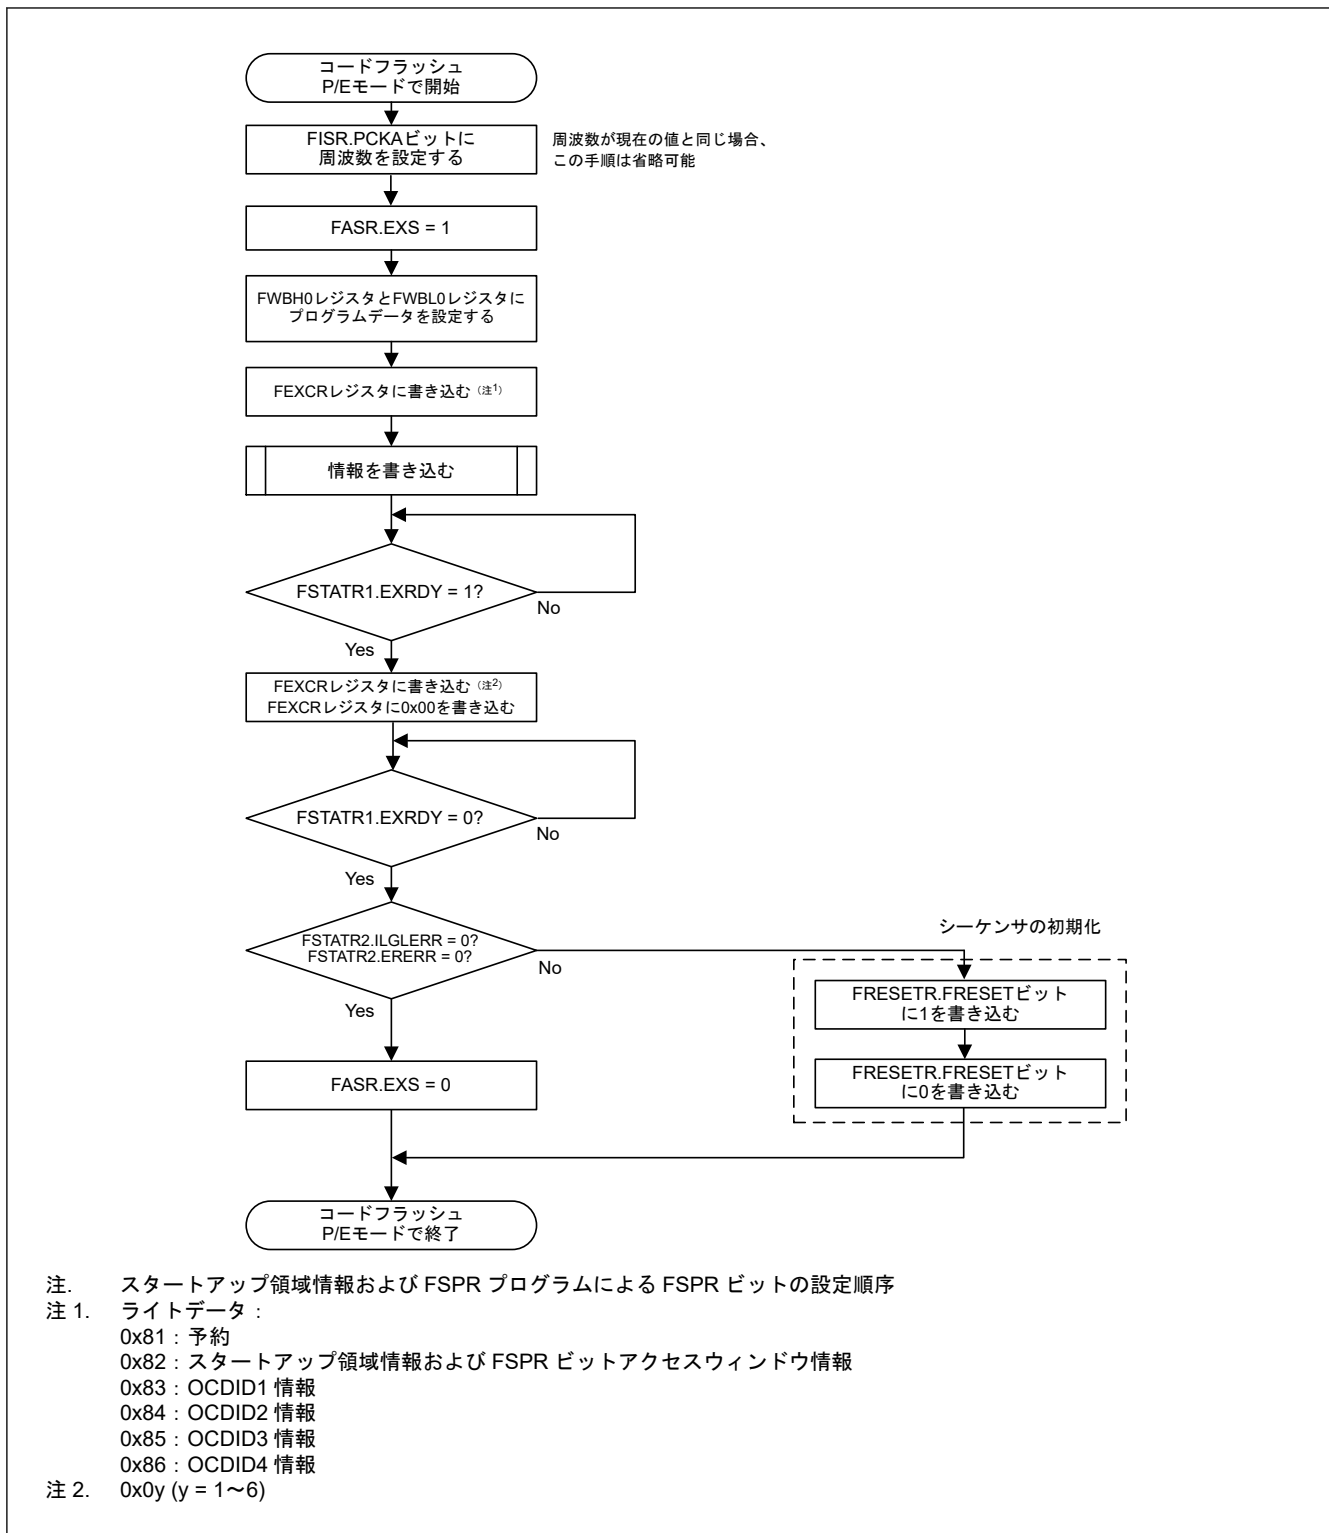 コードフラッシュ
P/Eモードで開始
FISR.PCKAビットに
周波数を設定する
周波数が現在の値と同じ場合、
この手順は省略可能
FASR.EXS = 1
FWBH0レジスタとFWBL0レジスタに
プログラムデータを設定する
FEXCRレジスタに書き込む（注1）
情報を書き込む
FSTATR1.EXRDY = 1?
No
Yes
FEXCRレジスタに書き込む（注2）
FEXCRレジスタに0x00を書き込む
FSTATR1.EXRDY = 0?
No
Yes
シーケンサの初期化
FSTATR2.ILGLERR = 0?
FSTATR2.ERERR = 0?
No
Yes
FRESETR.FRESETビット
に1を書き込む
FRESETR.FRESETビット
に0を書き込む
FASR.EXS = 0
コードフラッシュ
P/Eモードで終了
注. スタートアップ領域情報および FSPR プログラムによる FSPR ビットの設定順序
注 1. ライトデータ：
0x81：予約
0x82：スタートアップ領域情報および FSPR ビットアクセスウィンドウ情報
0x83：OCDID1 情報
0x84：OCDID2 情報
0x85：OCDID3 情報
0x86：OCDID4 情報
注 2. 0x0y (y = 1～6)